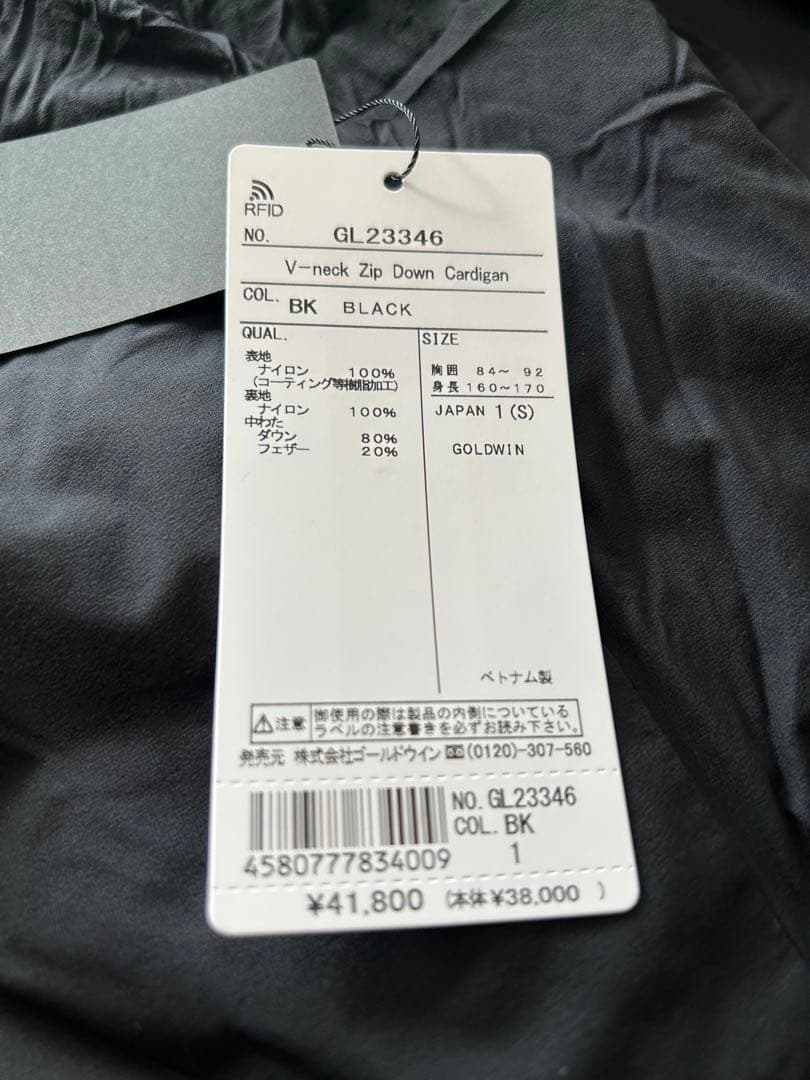 RFID
NO. GL23346
V-neck Zip Down Cardigan
COL. BK BLACK
QUAL.
表地
ナイロン 100%
(コーティング等樹脂加工)
裏地
ナイロン 100%
中わた
ダウン 80%
フェザー 20%
SIZE
胸囲 84～ 92
身長 160～170
JAPAN 1(S)
GOLDWIN
ベトナム製
注意 御使用の際は製品の内側についている
ラベルの注意書きを必ずお読み下さい。
発売元 株式会社ゴールドウイン (0120)-307-560
NO. GL23346
COL. BK
1
4580777834009
¥41,800 (本体¥38,000 )